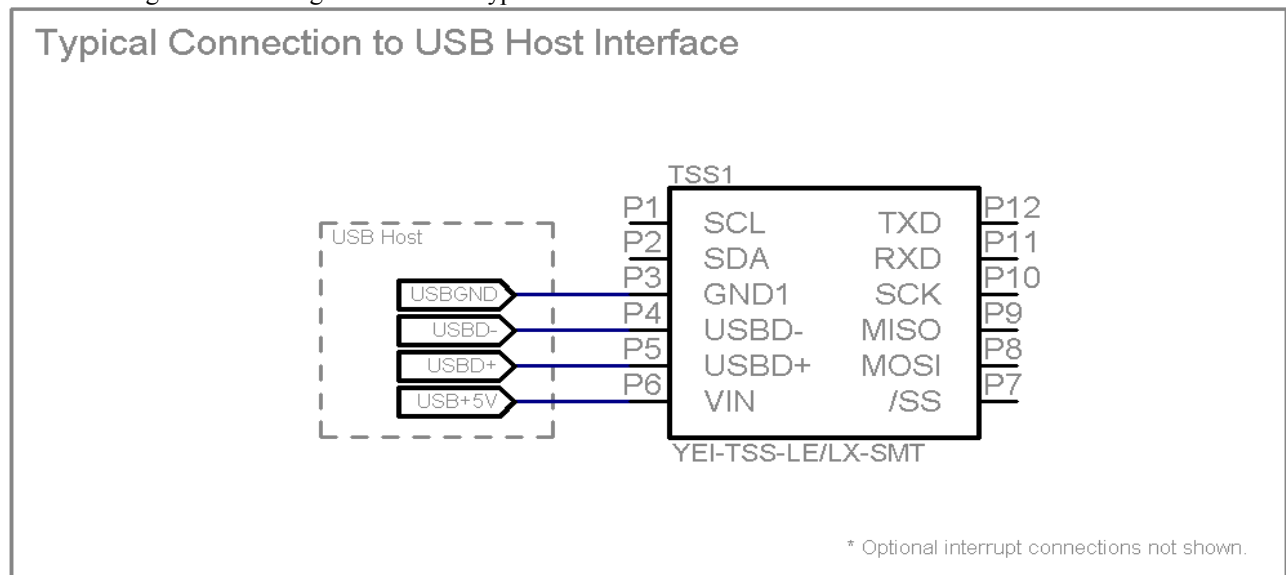 Typical Connection to USB Host Interface
TSS1
USB Host
USBGND
USBD-
USBD+
USB+5V
P1
P2
P3
P4
P5
P6
SCL
SDA
GND1
USBD-
USBD+
VIN
TXD
RXD
SCK
MISO
MOSI
/SS
P12
P11
P10
P9
P8
P7
YEI-TSS-LE/LX-SMT
* Optional interrupt connections not shown.